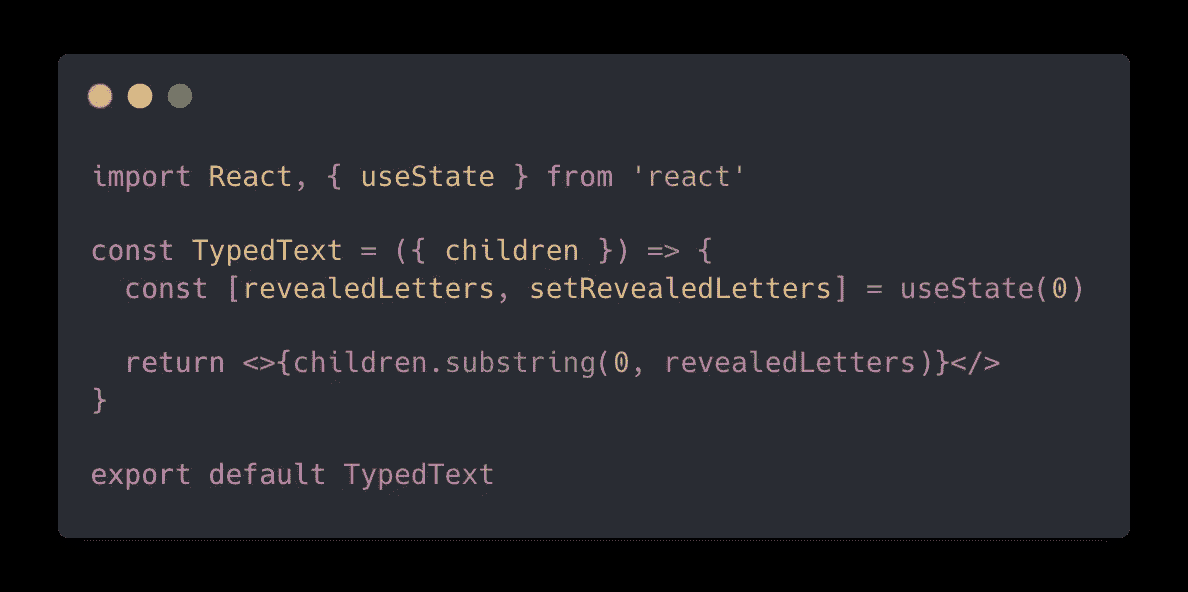 import React, { useState } from 'react'
const TypedText = ({ children }) => {
const [revealedLetters, setRevealedLetters] = useState(0)
return <>{children.substring(0, revealedLetters)}</>
}
export default TypedText